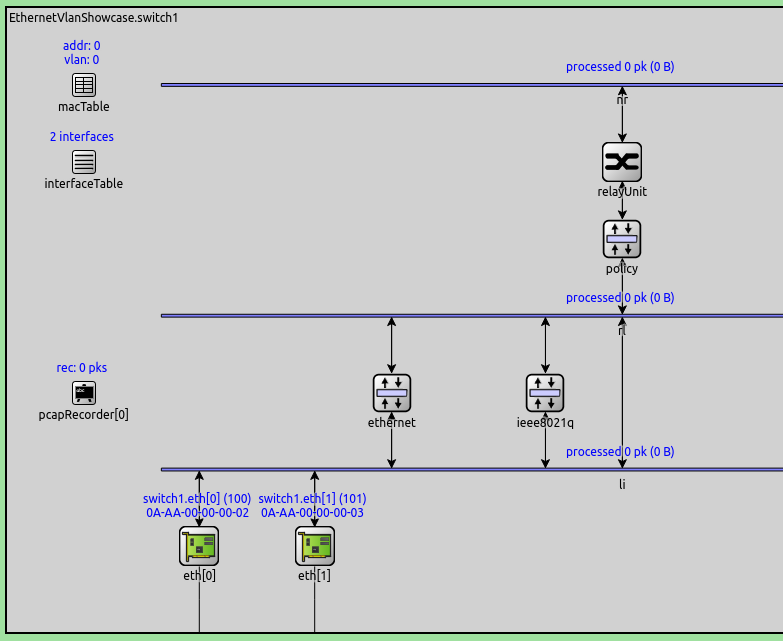 EthernetVlanShowcase.switch1
addr: 0
vlan: 0
macTable
processed 0 pk (0 B)
nr
2 interfaces
interfaceTable
relayUnit
policy
processed 0 pk (0 B)
rl
rec: 0 pks
pcapRecorder[0]
ethernet
ieee8021q
processed 0 pk (0 B)
li
switch1.eth[0] (100)
0A-AA-00-00-00-02
eth[0]
switch1.eth[1] (101)
0A-AA-00-00-00-03
eth[1]